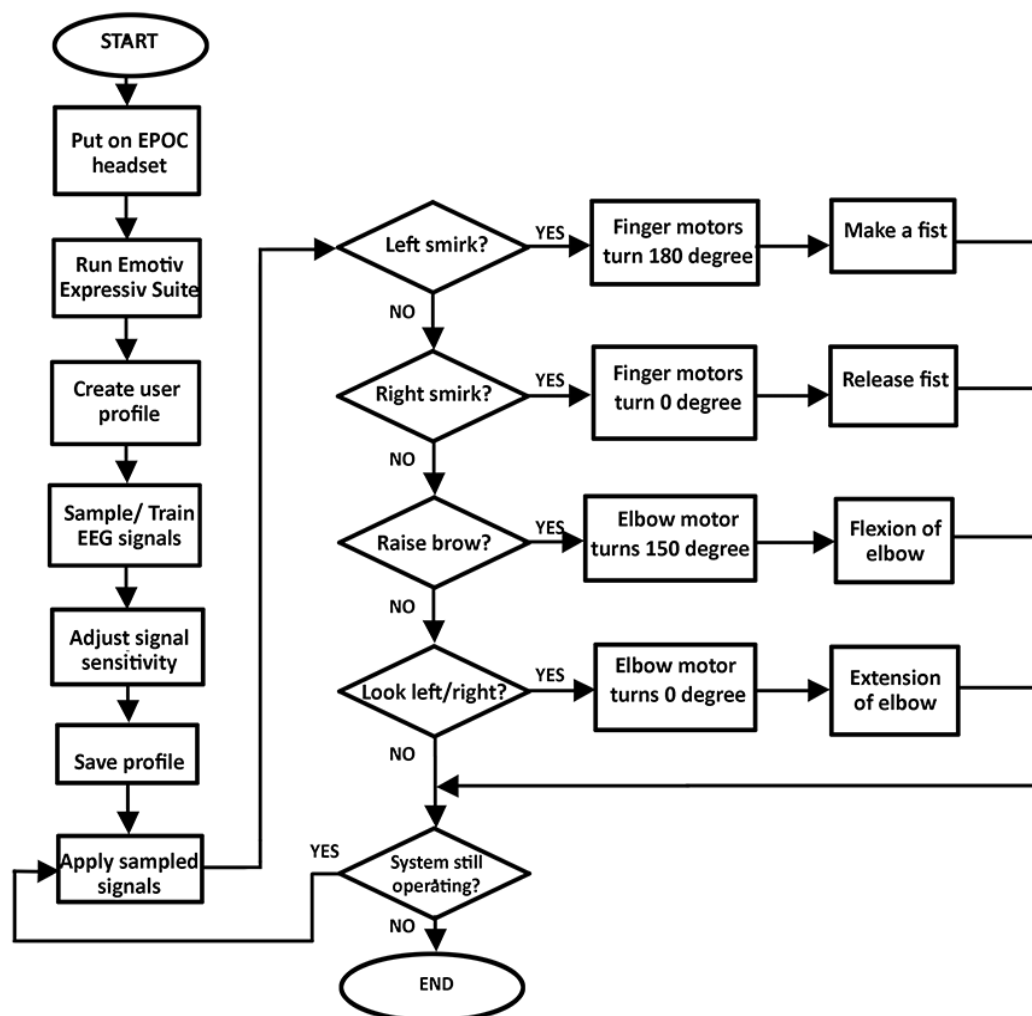 START
Put on EPOC
headset
Run Emotiv
Expressiv Suite
Create user
profile
Sample/ Train
EEG signals
Adjust signal
sensitivity
Save profile
Apply sampled
signals
Left smirk?
YES
Finger motors
turn 180 degree
Make a fist
NO
Right smirk?
YES
Finger motors
turn 0 degree
Release fist
NO
Raise brow?
YES
Elbow motor
turns 150 degree
Flexion of
elbow
NO
Look left/right?
YES
Elbow motor
turns 0 degree
Extension
of elbow
NO
System still
operating?
YES
NO
END